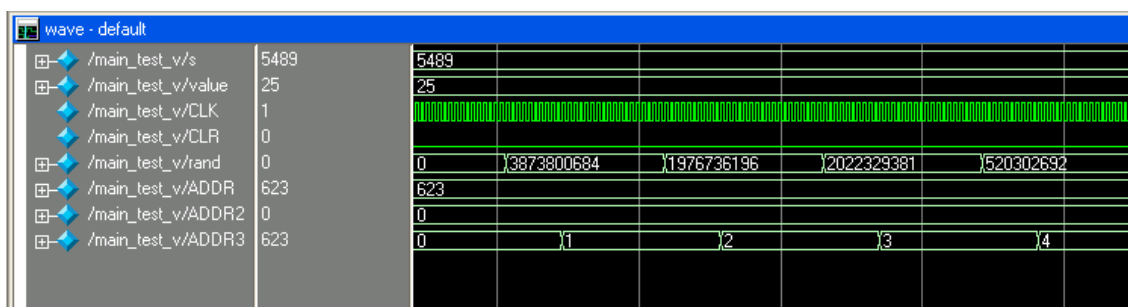 wave - default
/main_test_v/s 5489 5489
/main_test_v/value 25 25
/main_test_v/CLK 1
/main_test_v/CLR 0
/main_test_v/rand 0 0 3873800684 1976736196 2022329381 520302692
/main_test_v/ADDR 623 623
/main_test_v/ADDR2 0 0
/main_test_v/ADDR3 623 0 1 2 3 4